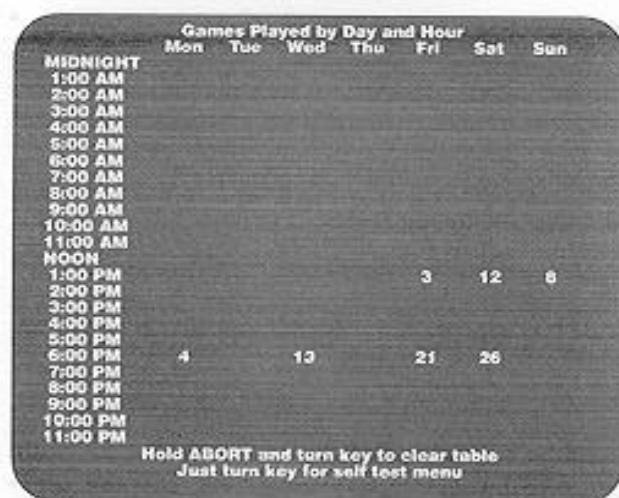 Games Played by Day and Hour
Mon Tue Wed Thu Fri Sat Sun
MIDNIGHT
1:00 AM
2:00 AM
3:00 AM
4:00 AM
5:00 AM
6:00 AM
7:00 AM
8:00 AM
9:00 AM
10:00 AM
11:00 AM
NOON
1:00 PM 3 12 8
2:00 PM
3:00 PM
4:00 PM
5:00 PM
6:00 PM 4 13 21 26
7:00 PM
8:00 PM
9:00 PM
10:00 PM
11:00 PM
Hold ABORT and turn key to clear table
Just turn key for self test menu